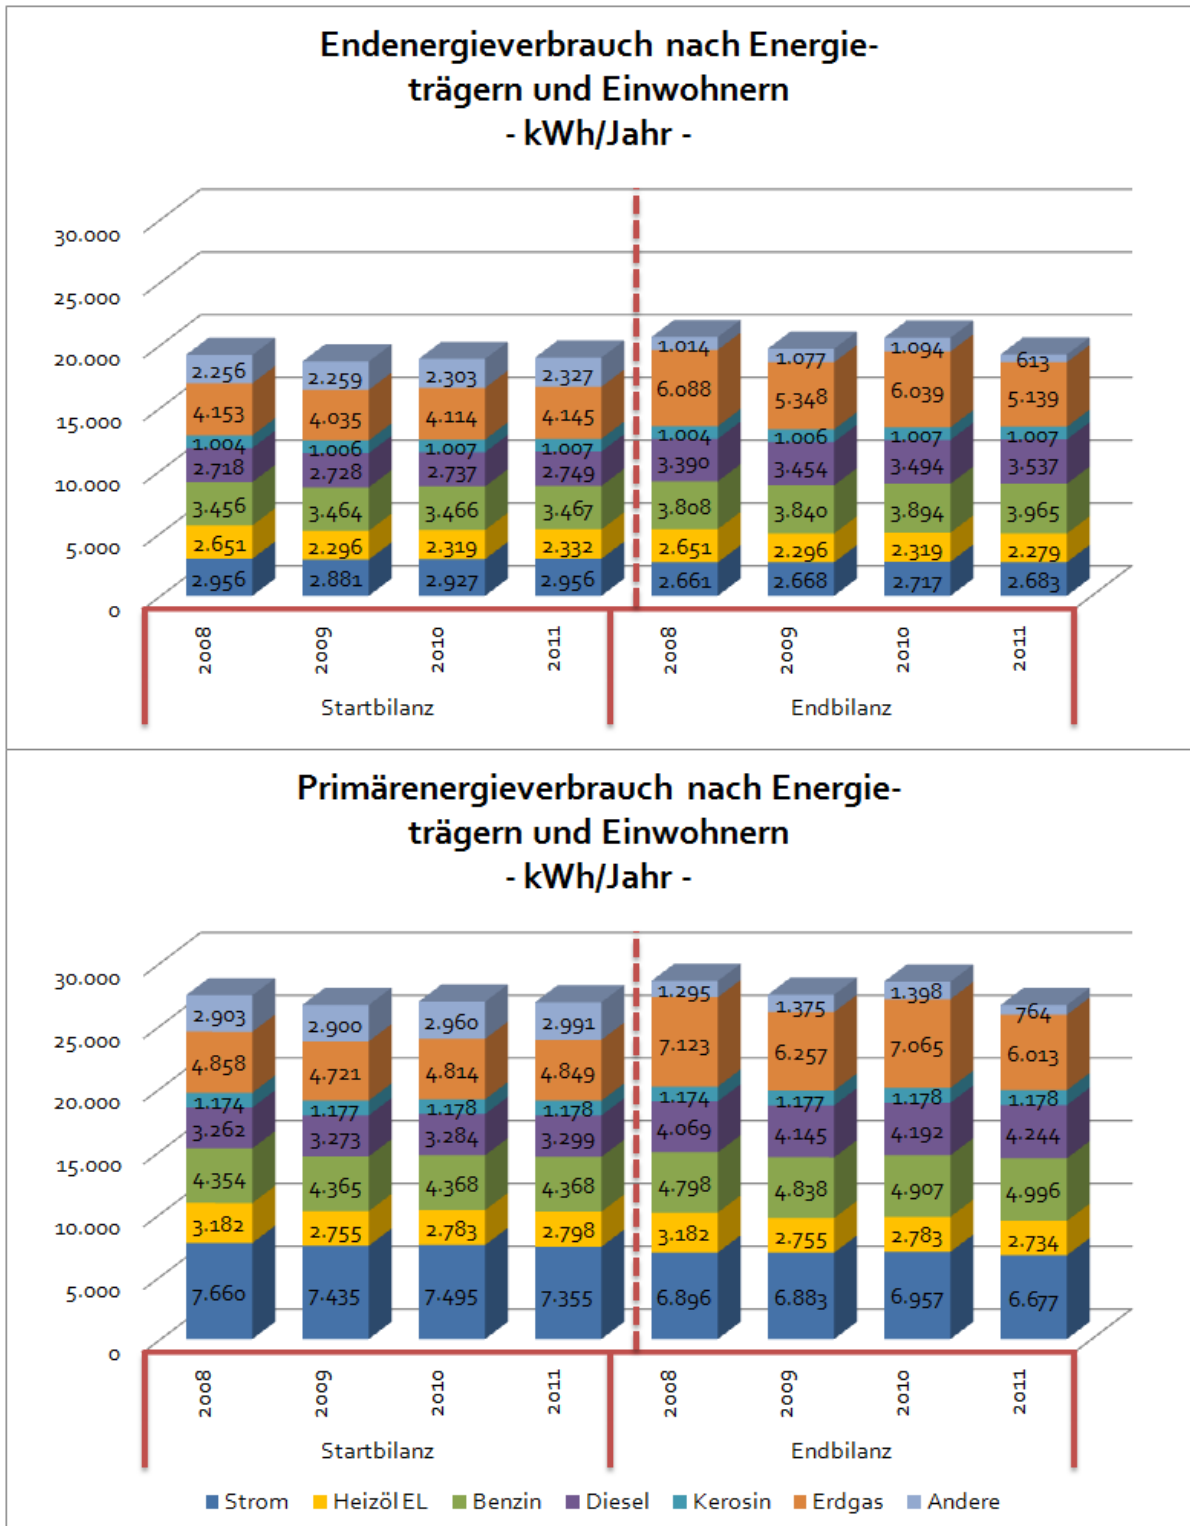 Endenergieverbrauch nach Energie-
trägern und Einwohnern
- kWh/Jahr -
30.000
25.000
20.000
15.000
10.000
5.000
0
2.256 2.259 2.303 2.327 1.014 1.077 1.094 613
4.153 4.035 4.114 4.145 6.088 5.348 6.039 5.139
1.004 1.006 1.007 1.007 1.004 1.006 1.007 1.007
2.718 2.728 2.737 2.749 3.390 3.454 3.494 3.537
3.456 3.464 3.466 3.467 3.808 3.840 3.894 3.965
2.651 2.296 2.319 2.332 2.651 2.296 2.319 2.279
2.956 2.881 2.927 2.956 2.661 2.668 2.717 2.683
2008 2009 2010 2011 2008 2009 2010 2011
Startbilanz Endbilanz
Primärenergieverbrauch nach Energie-
trägern und Einwohnern
- kWh/Jahr -
30.000
25.000
20.000
15.000
10.000
5.000
0
2.903 2.900 2.960 2.991 1.295 1.375 1.398 764
4.858 4.721 4.814 4.849 7.123 6.257 7.065 6.013
1.174 1.177 1.178 1.178 1.174 1.177 1.178 1.178
3.262 3.273 3.284 3.299 4.069 4.145 4.192 4.244
4.354 4.365 4.368 4.368 4.798 4.838 4.907 4.996
3.182 2.755 2.783 2.798 3.182 2.755 2.783 2.734
7.660 7.435 7.495 7.355 6.896 6.883 6.957 6.677
2008 2009 2010 2011 2008 2009 2010 2011
Startbilanz Endbilanz
Strom Heizöl EL Benzin Diesel Kerosin Erdgas Andere